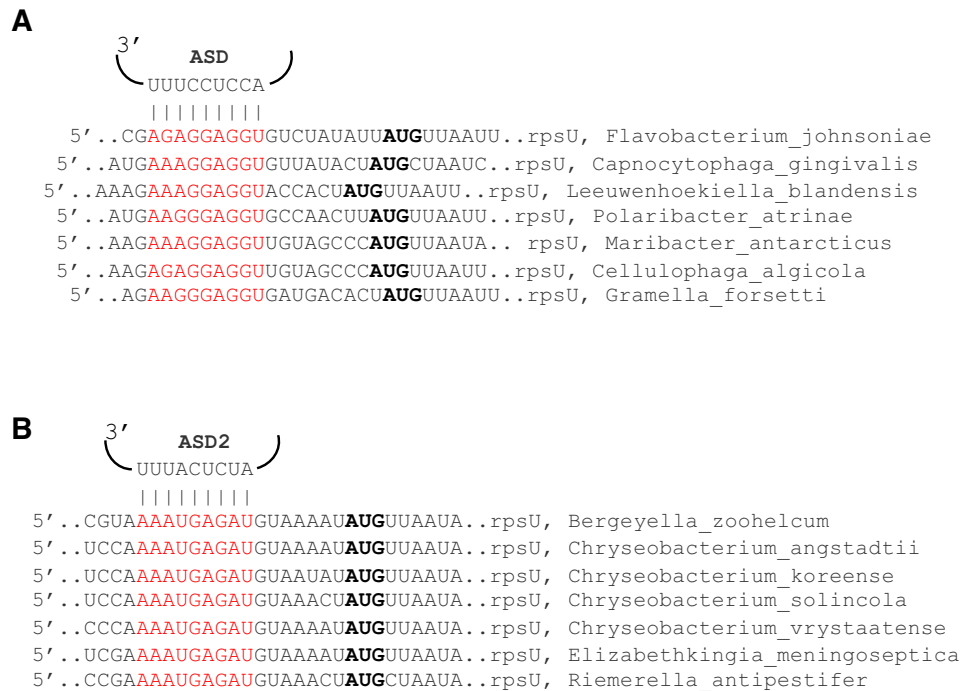 A
3′
ASD
UUUCCUCCA
| | | | | | | | |
5′..CGAGAGGAGGUGUCUAUAUUAUGUUAAUU..rpsU, Flavobacterium_johnsoniae
5′..AUGAAAGGAGGUGUUAUACUAUGCUAAUC..rpsU, Capnocytophaga_gingivalis
5′..AAAGAAAGGAGGUACCACUAUGUUAAUU..rpsU, Leeuwenhoekiella_blandensis
5′..AUGAAGGGAGGUGCCAACUUAUGUUAAUU..rpsU, Polaribacter_atrinae
5′..AAGAAAGGAGGUUGUAGCCCAUGUUAAUA.. rpsU, Maribacter_antarcticus
5′..AAGAGAGGAGGUUGUAGCCCAUGUUAAUU..rpsU, Cellulophaga_algicola
5′..AGAAGGGAGGUGAUGACACUAUGUUAAUU..rpsU, Gramella_forsetti
B
3′
ASD2
UUUACUCUA
| | | | | | | | |
5′..CGUAAAAUGAGAUGUAAAAUAUGUUAAUA..rpsU, Bergeyella_zoohelcum
5′..UCCAAAAUGAGAUGUAAAAUAUGUUAAUA..rpsU, Chryseobacterium_angstadtii
5′..UCCAAAAUGAGAUGUAAUAUAUGUUAAUA..rpsU, Chryseobacterium_koreense
5′..UCCAAAAUGAGAUGUAAACUAUGUUAAUA..rpsU, Chryseobacterium_solincola
5′..CCCAAAAUGAGAUGUAAAAUAUGUUAAUA..rpsU, Chryseobacterium_vrystaatense
5′..UCGAAAAUGAGAUGUAAAAUAUGUUAAUA..rpsU, Elizabethkingia_meningoseptica
5′..CCGAAAAUGAGAUGUAAACUAUGCUAAUA..rpsU, Riemerella_antipestifer